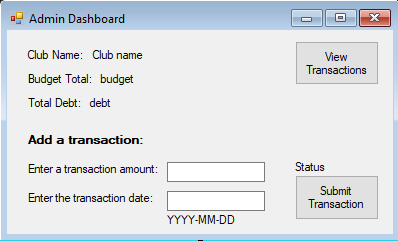 Admin Dashboard
Club Name: Club name
View
Transactions
Budget Total: budget
Total Debt: debt
Add a transaction:
Enter a transaction amount:
Status
Enter the transaction date:
Submit
Transaction
YYYY-MM-DD